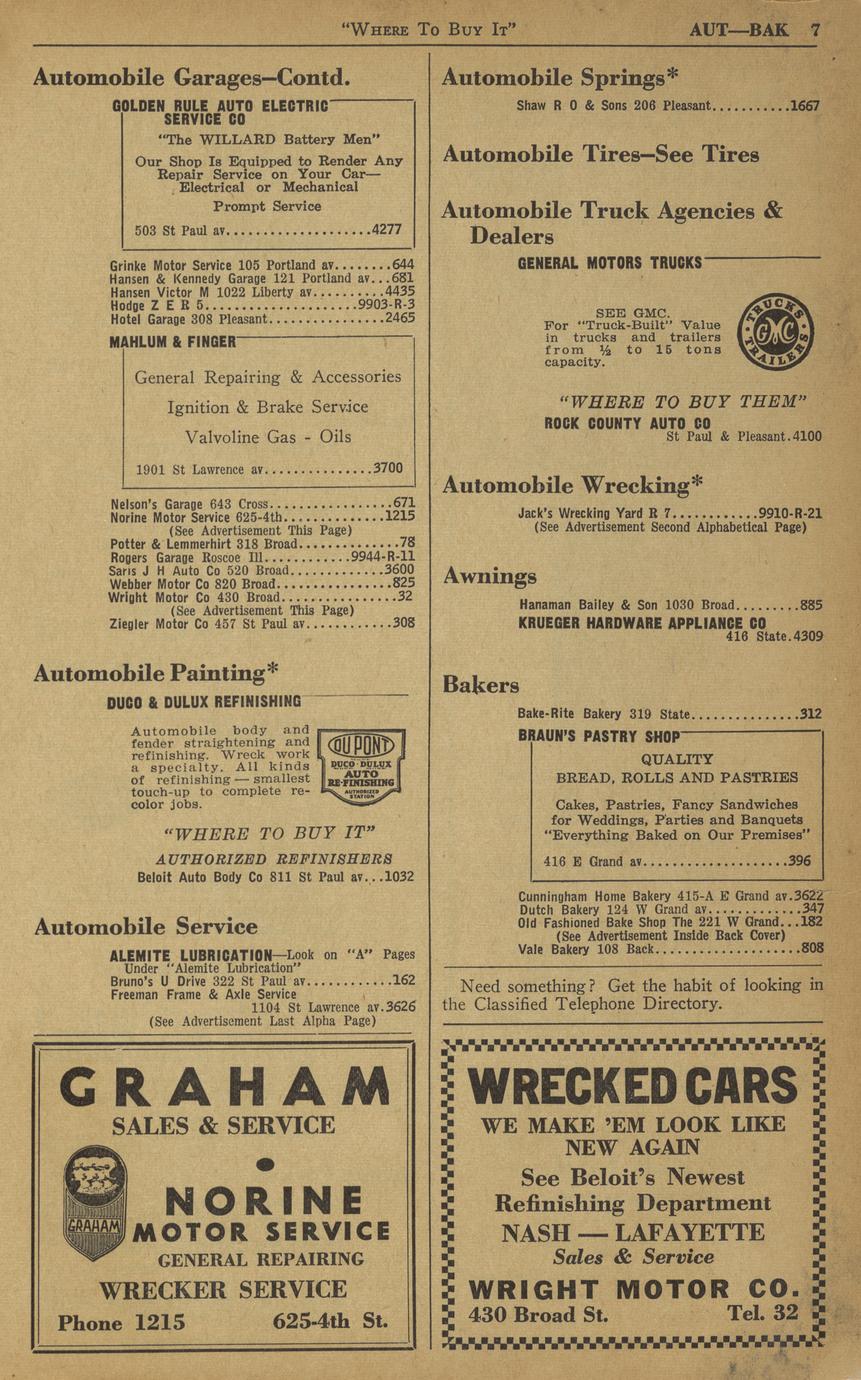 "WHERE TO BUY IT" AUT—BAK 7
Automobile Garages—Contd.
GOLDEN RULE AUTO ELECTRIC
SERVICE CO
"The WILLARD Battery Men"
Our Shop Is Equipped to Render Any
Repair Service on Your Car—
Electrical or Mechanical
Prompt Service
503 St Paul av....................4277
Grinke Motor Service 105 Portland av........644
Hansen & Kennedy Garage 121 Portland av...681
Hansen Victor M 1022 Liberty av..........4435
Hodge Z E R 5.....................9903-R-3
Hotel Garage 308 Pleasant................2465
MAHLUM & FINGER
General Repairing & Accessories
Ignition & Brake Service
Valvoline Gas - Oils
1901 St Lawrence av...............3700
Nelson's Garage 643 Cross.................671
Norine Motor Service 625-4th..............1215
(See Advertisement This Page)
Potter & Lemmerhirt 318 Broad..............78
Rogers Garage Roscoe Ill............9944-R-11
Saris J H Auto Co 520 Broad.............3600
Webber Motor Co 820 Broad................825
Wright Motor Co 430 Broad................32
(See Advertisement This Page)
Ziegler Motor Co 457 St Paul av............308
Automobile Painting*
DUCO & DULUX REFINISHING
Automobile body and
fender straightening and
refinishing. Wreck work
a specialty. All kinds
of refinishing — smallest
touch-up to complete re-
color jobs.
DU PONT
DUCO-DULUX
AUTO
RE-FINISHING
AUTHORIZED
STATION
"WHERE TO BUY IT"
AUTHORIZED REFINISHERS
Beloit Auto Body Co 811 St Paul av...1032
Automobile Service
ALEMITE LUBRICATION—Look on "A" Pages
Under "Alemite Lubrication"
Bruno's U Drive 322 St Paul av............162
Freeman Frame & Axle Service
1104 St Lawrence av.3626
(See Advertisement Last Alpha Page)
GRAHAM
SALES & SERVICE
GRAHAM
NORINE
MOTOR SERVICE
GENERAL REPAIRING
WRECKER SERVICE
Phone 1215 625-4th St.
Automobile Springs*
Shaw R O & Sons 206 Pleasant...........1667
Automobile Tires—See Tires
Automobile Truck Agencies &
Dealers
GENERAL MOTORS TRUCKS
SEE GMC.
For "Truck-Built" Value
in trucks and trailers
from ½ to 15 tons
capacity.
TRUCKS
GMC
TRAILERS
"WHERE TO BUY THEM"
ROCK COUNTY AUTO CO
St Paul & Pleasant.4100
Automobile Wrecking*
Jack's Wrecking Yard R 7............9910-R-21
(See Advertisement Second Alphabetical Page)
Awnings
Hanaman Bailey & Son 1030 Broad.........885
KRUEGER HARDWARE APPLIANCE CO
416 State.4309
Bakers
Bake-Rite Bakery 319 State...............312
BRAUN'S PASTRY SHOP
QUALITY
BREAD, ROLLS AND PASTRIES
Cakes, Pastries, Fancy Sandwiches
for Weddings, Parties and Banquets
"Everything Baked on Our Premises"
416 E Grand av....................396
Cunningham Home Bakery 415-A E Grand av.3622
Dutch Bakery 124 W Grand av.............347
Old Fashioned Bake Shop The 221 W Grand...182
(See Advertisement Inside Back Cover)
Vale Bakery 108 Back....................808
Need something? Get the habit of looking in
the Classified Telephone Directory.
WRECKED CARS
WE MAKE 'EM LOOK LIKE
NEW AGAIN
See Beloit's Newest
Refinishing Department
NASH — LAFAYETTE
Sales & Service
WRIGHT MOTOR CO.
430 Broad St. Tel. 32